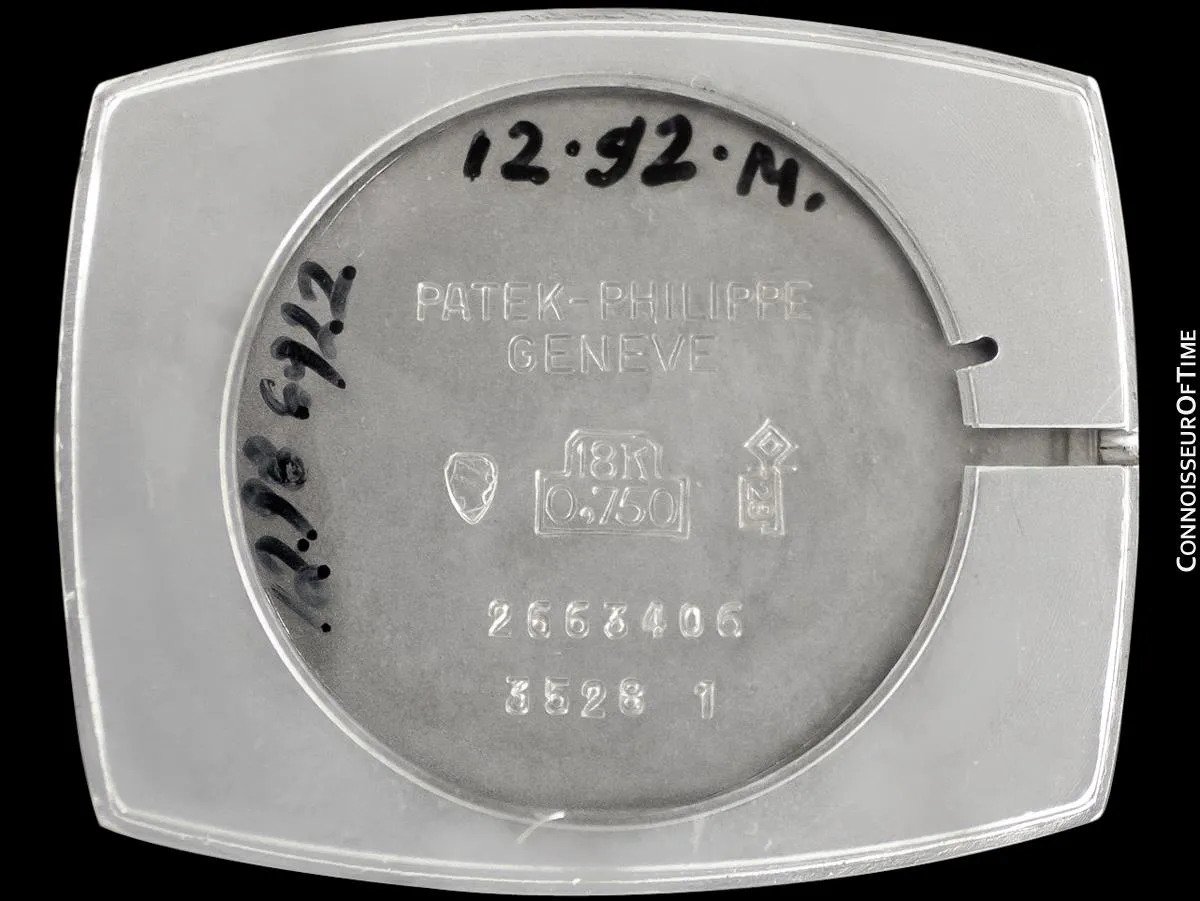 12.92.M.
PATEK-PHILIPPE
GENEVE
18K
0,750
2663406
3528 1
CONNOISSEUROFTIME